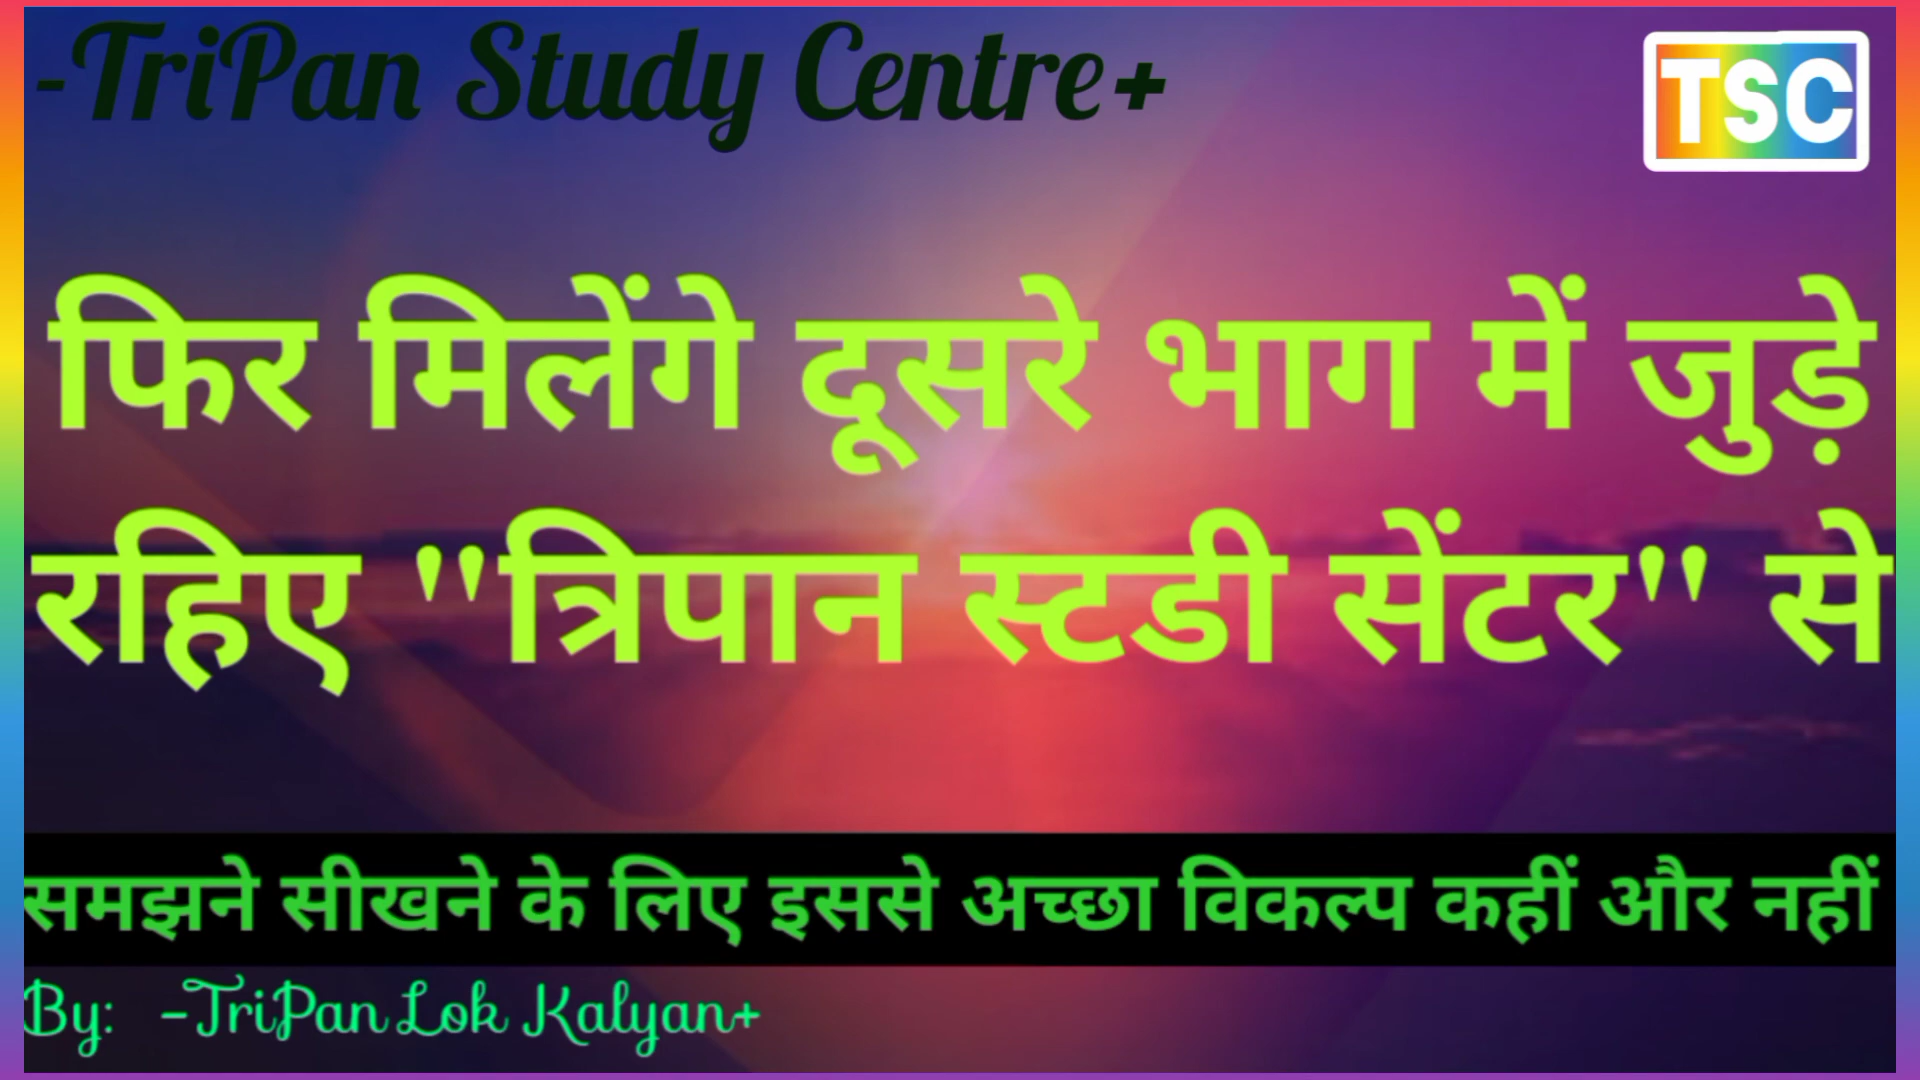 -TriPan Study Centre+
TSC
फिर मिलेंगे दूसरे भाग में जुड़े
रहिए "त्रिपान स्टडी सेंटर" से
समझने सीखने के लिए इससे अच्छा विकल्प कहीं और नहीं
By: -TriPan Lok Kalyan+